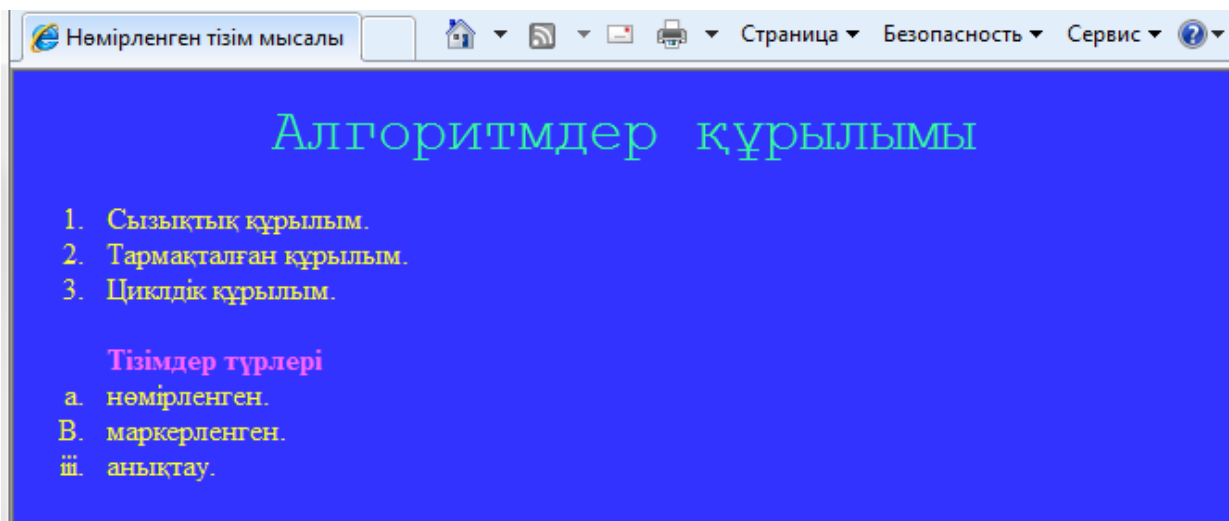 Нөмірленген тізім мысалы Страница Безопасность Сервис
Алгоритмдер құрылымы
1. Сызықтық құрылым.
2. Тармақталған құрылым.
3. Циклдік құрылым.
Тізімдер түрлері
a. нөмірленген.
B. маркерленген.
iii. анықтау.